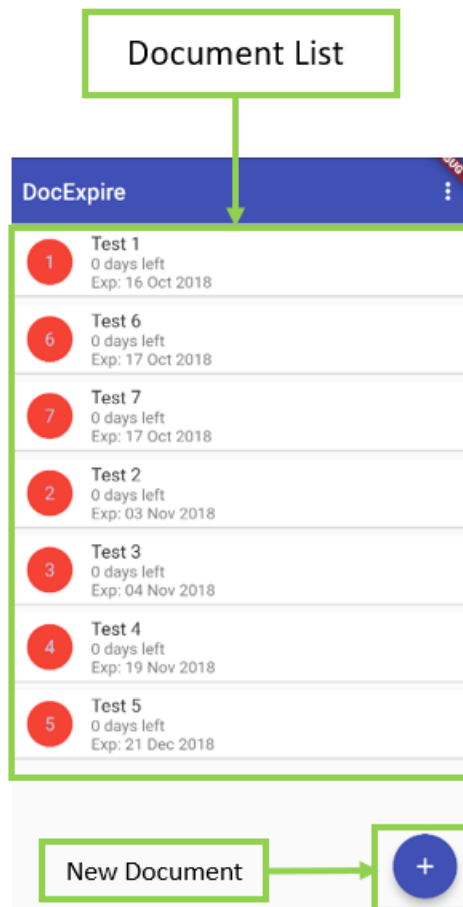 Document List
DocExpire
1
Test 1
0 days left
Exp: 16 Oct 2018
6
Test 6
0 days left
Exp: 17 Oct 2018
7
Test 7
0 days left
Exp: 17 Oct 2018
2
Test 2
0 days left
Exp: 03 Nov 2018
3
Test 3
0 days left
Exp: 04 Nov 2018
4
Test 4
0 days left
Exp: 19 Nov 2018
5
Test 5
0 days left
Exp: 21 Dec 2018
New Document
+